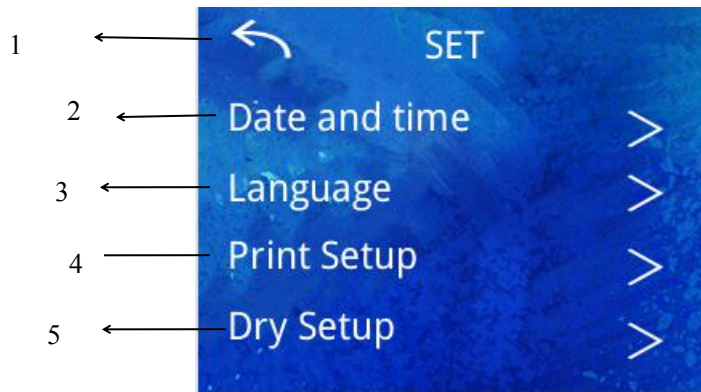 1 SET
2 Date and time
3 Language
4 Print Setup
5 Dry Setup